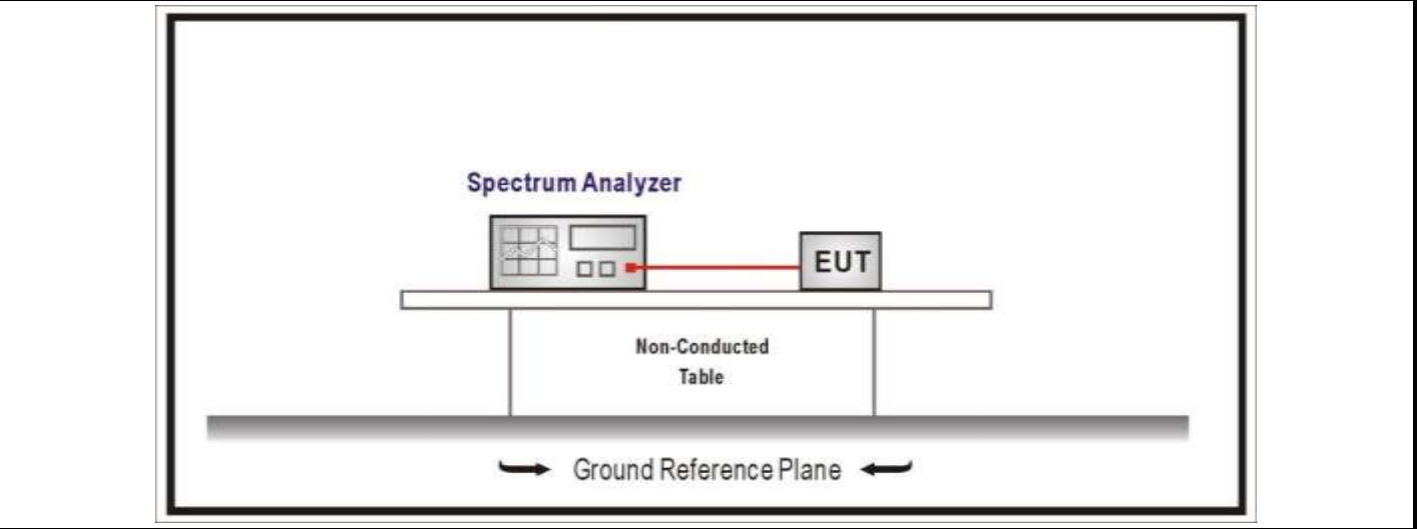 Spectrum Analyzer
EUT
Non-Conducted
Table
Ground Reference Plane